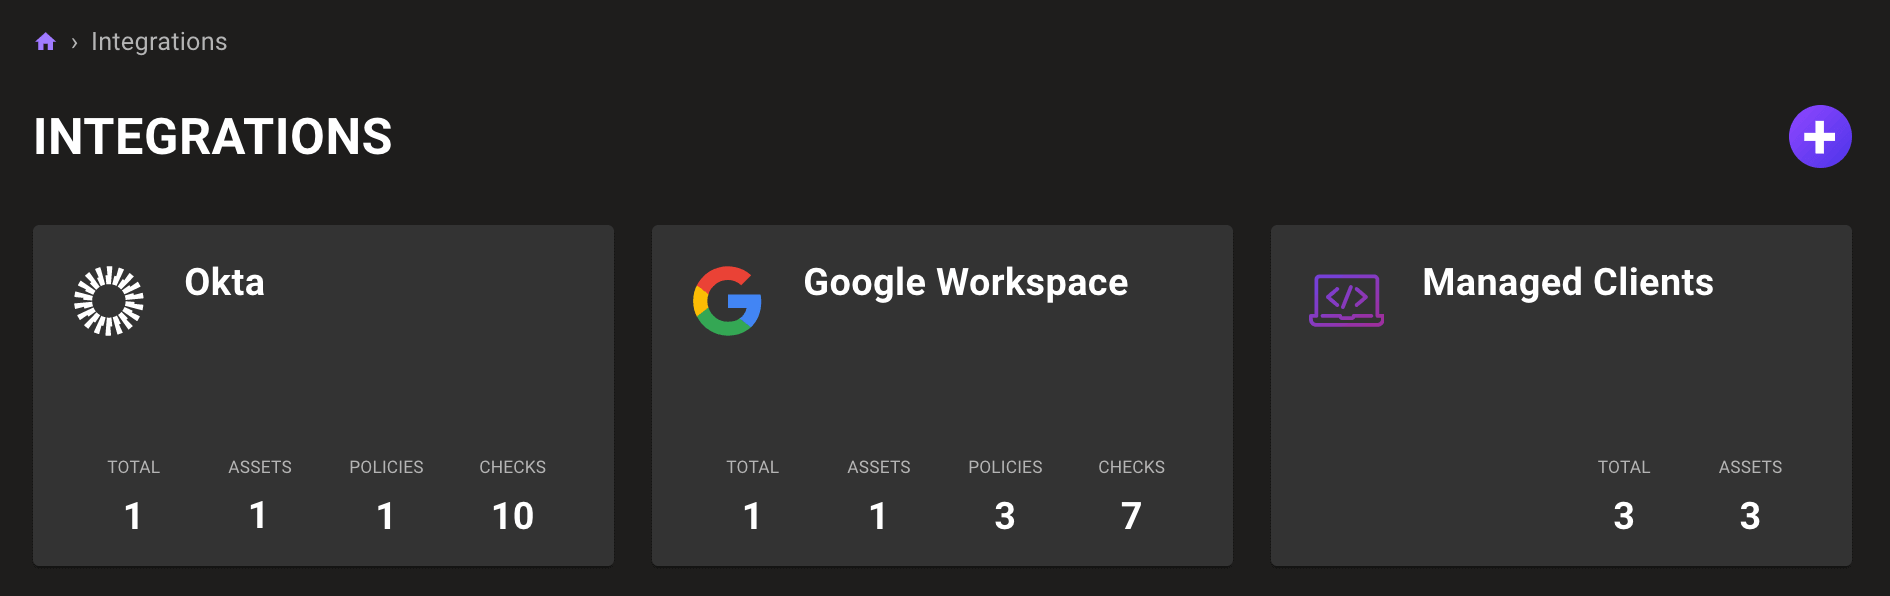 › Integrations
INTEGRATIONS
Okta
TOTAL ASSETS POLICIES CHECKS
1 1 1 10
Google Workspace
TOTAL ASSETS POLICIES CHECKS
1 1 3 7
Managed Clients
</>
TOTAL ASSETS
3 3